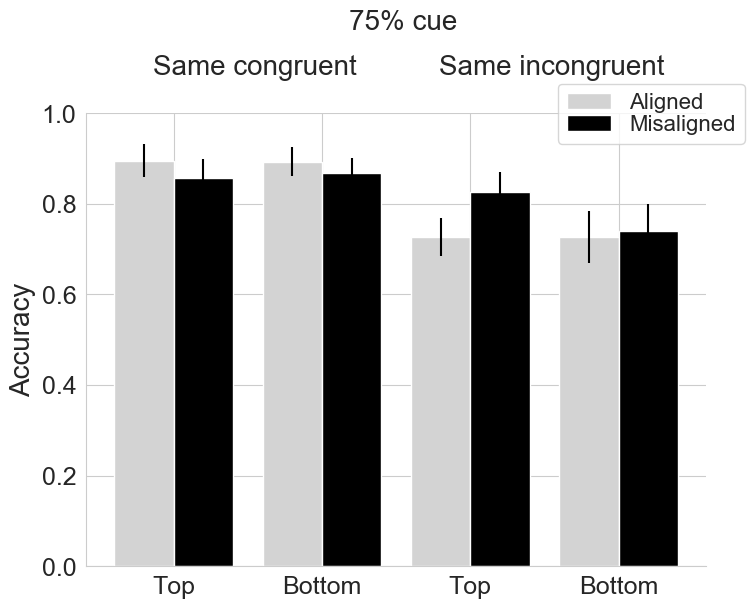 75% cue
Same congruent Same incongruent
Aligned
Misaligned
1.0
0.8
0.6
0.4
0.2
0.0
Accuracy
Top Bottom Top Bottom